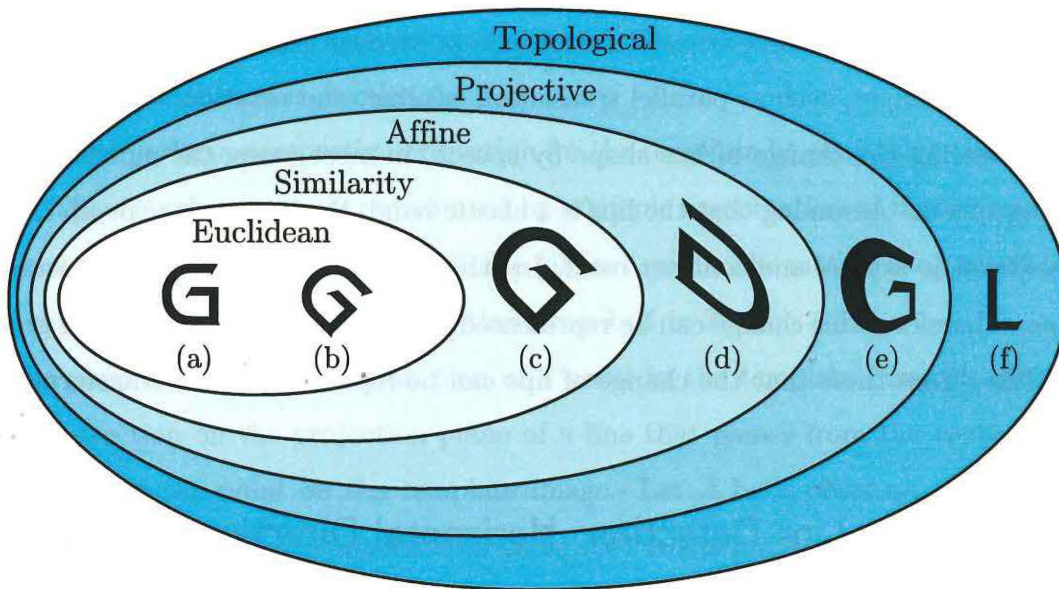 Topological
Projective
Affine
Similarity
Euclidean
G G G G G L
(a) (b) (c) (d) (e) (f)